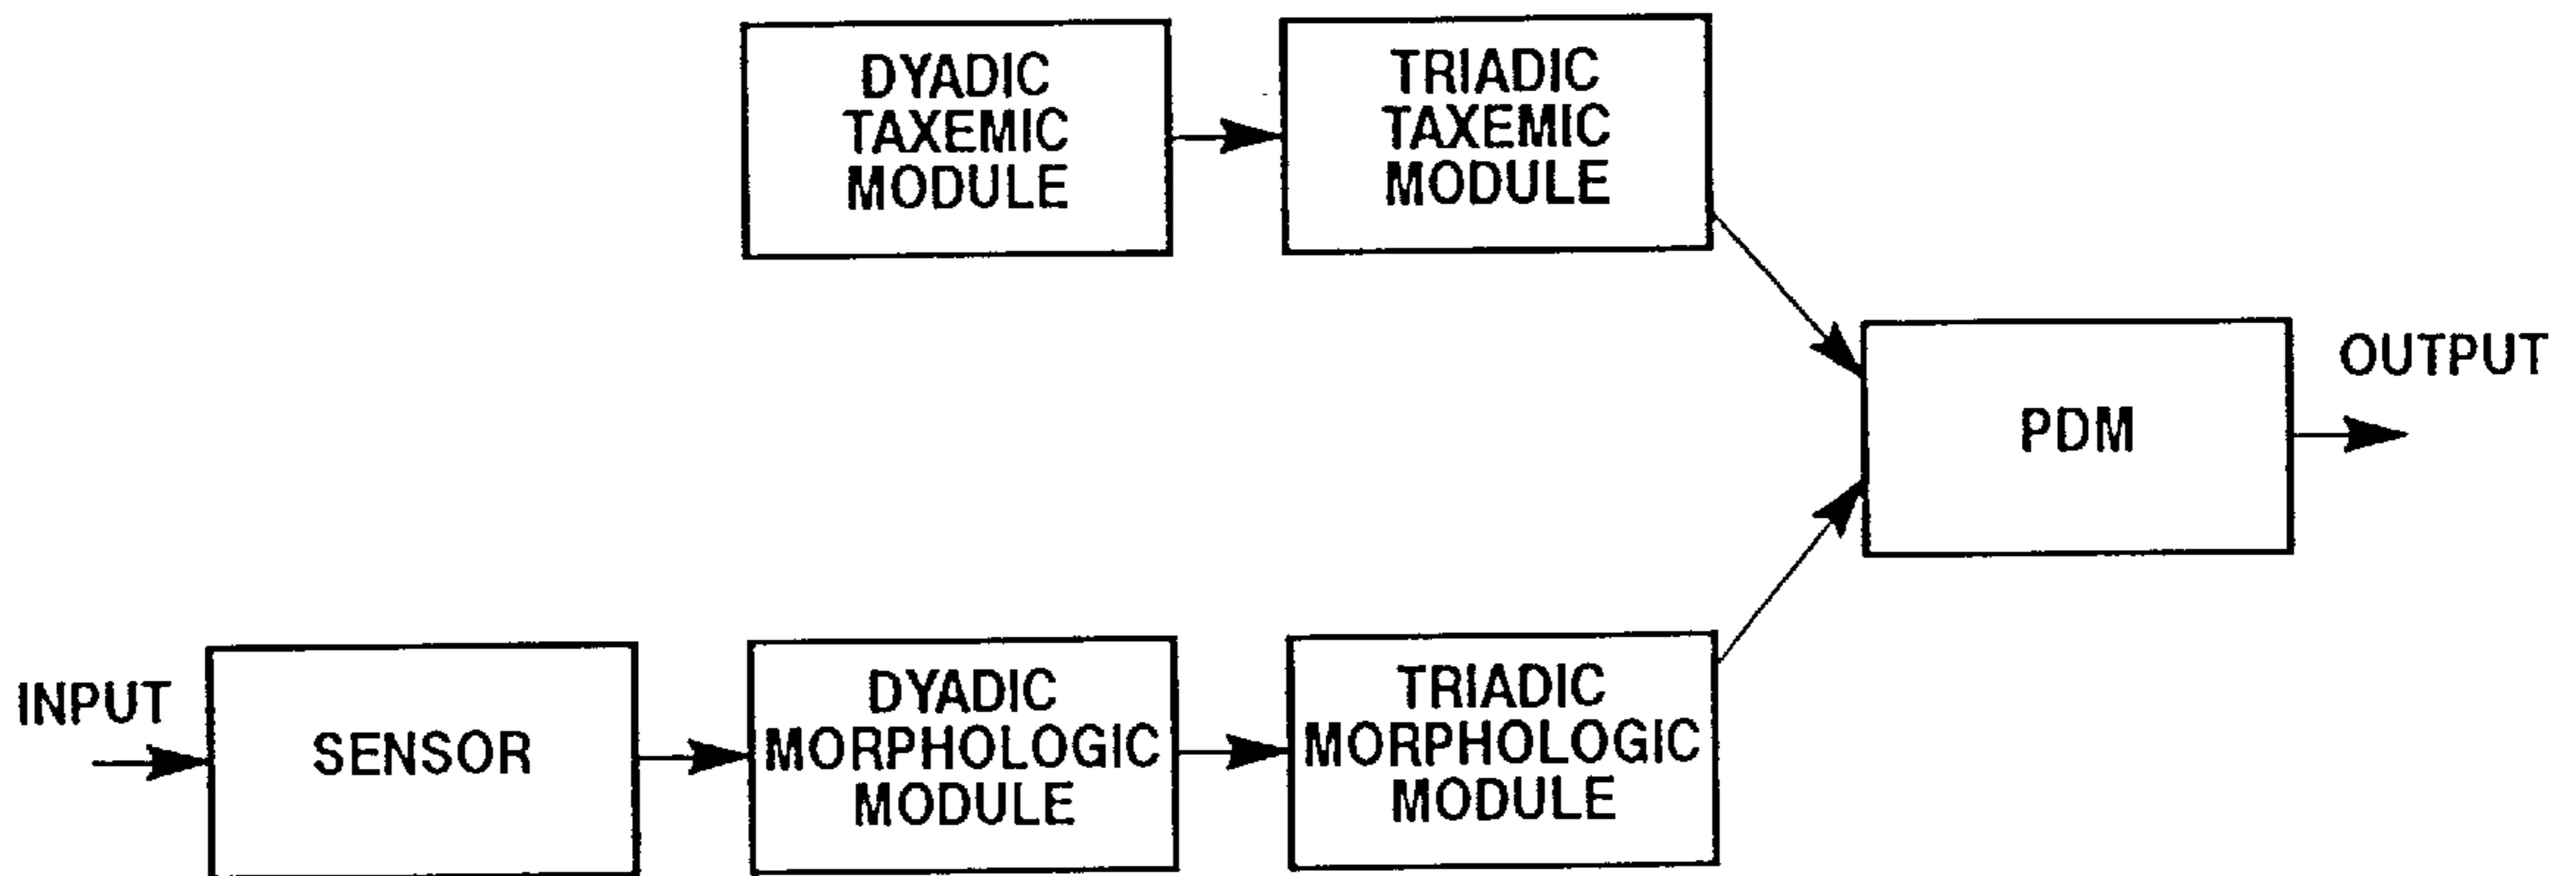 DYADIC
TAXEMIC
MODULE
TRIADIC
TAXEMIC
MODULE
PDM
OUTPUT
INPUT
SENSOR
DYADIC
MORPHOLOGIC
MODULE
TRIADIC
MORPHOLOGIC
MODULE